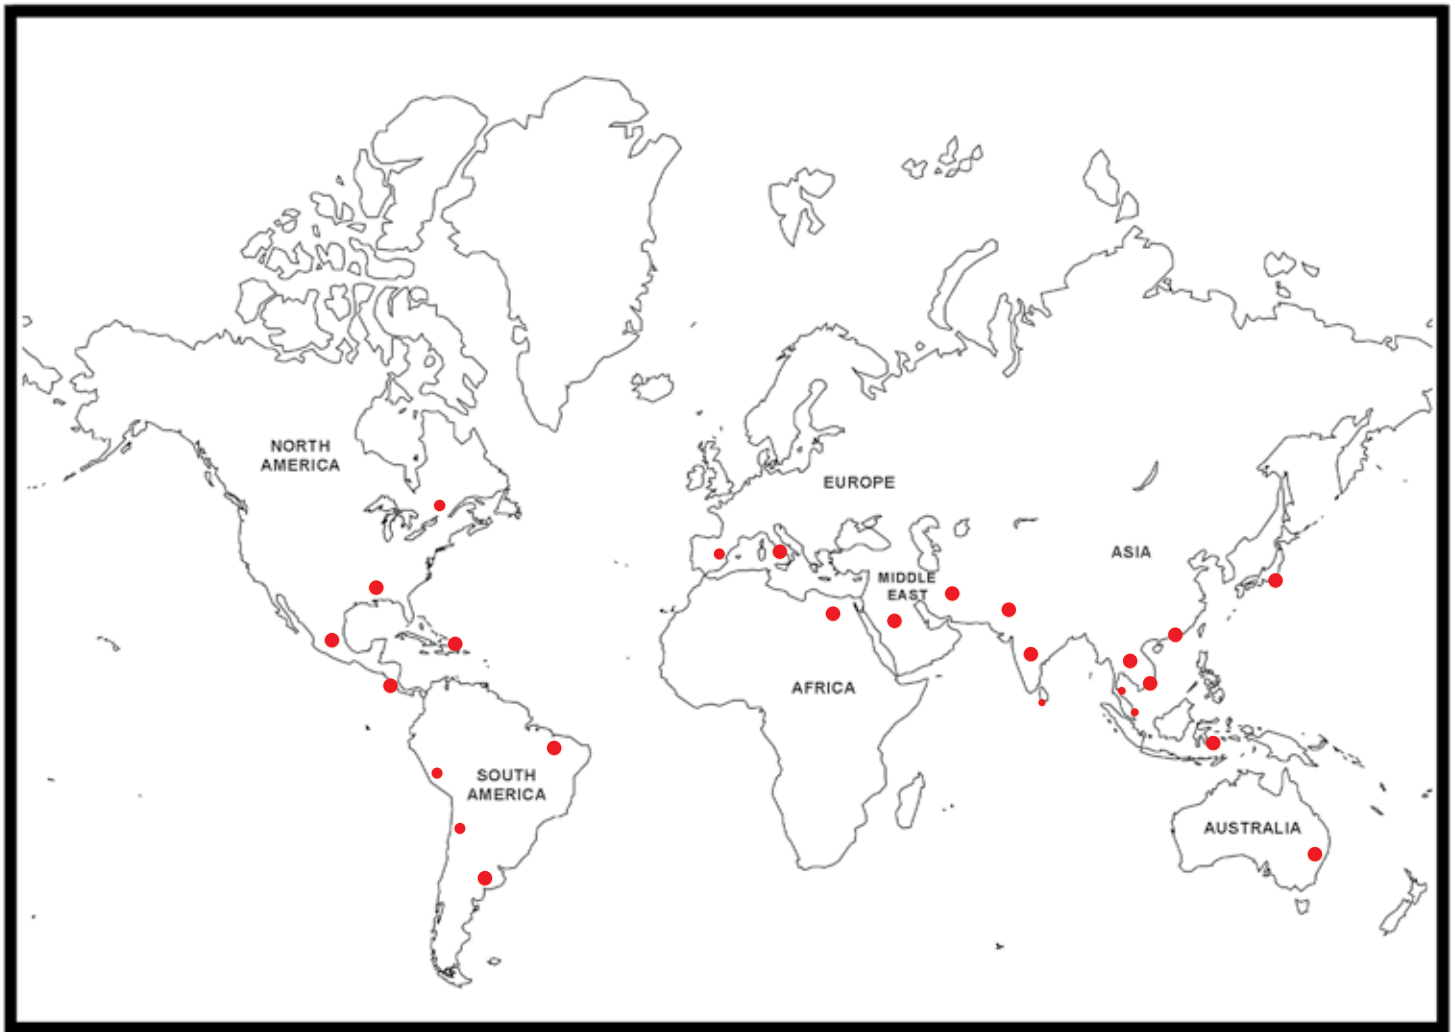 NORTH
AMERICA
EUROPE
ASIA
MIDDLE
EAST
AFRICA
SOUTH
AMERICA
AUSTRALIA